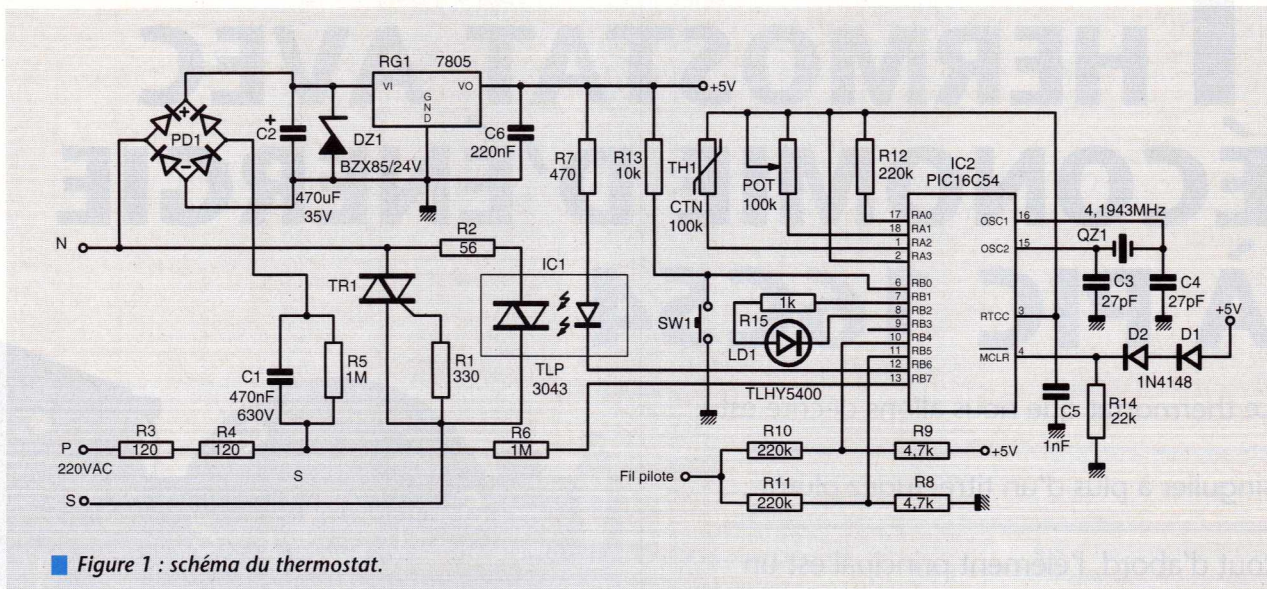 RG1 7805
VI
VO
GND
+5V
PD1
C2
470uF
35V
DZ1
BZX85/24V
C6
220nF
R7
470
R13
10k
TH1
CTN
100k
POT
100k
R12
220k
IC2
PIC16C54
17 RA0
18 RA1
1 RA2
2 RA3
6 RB0
7 RB1
8 RB2
9 RB3
10 RB4
11 RB5
12 RB6
13 RB7
OSC1 16
OSC2 15
RTCC 3
MCLR 4
4,1943MHz
QZ1
C3
27pF
C4
27pF
+5V
D2 D1
1N4148
R14
22k
C5
1nF
N
R2
56
TR1
IC1
TLP
3043
R1
330
C1
470nF
630V
R5
1M
SW1
1k
R15
LD1
TLHY5400
P
220VAC
R3
120
R4
120
S
R6
1M
S
Fil pilote
R10
220k
R9
4,7k
+5V
R11
220k
R8
4,7k
Figure 1 : schéma du thermostat.